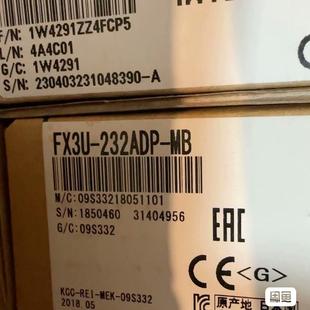 F/N: 1W4291ZZ4FCP5
L/N: 4A4C01
G/C: 1W4291
S/N: 230403231048390-A
FX3U-232ADP-MB
M/C: 09S33218051101
S/N: 1850460 31404956
G/C: 09S332
EAC
CE <G>
KCC-REI-MEK-09S332
2018.05
原产地